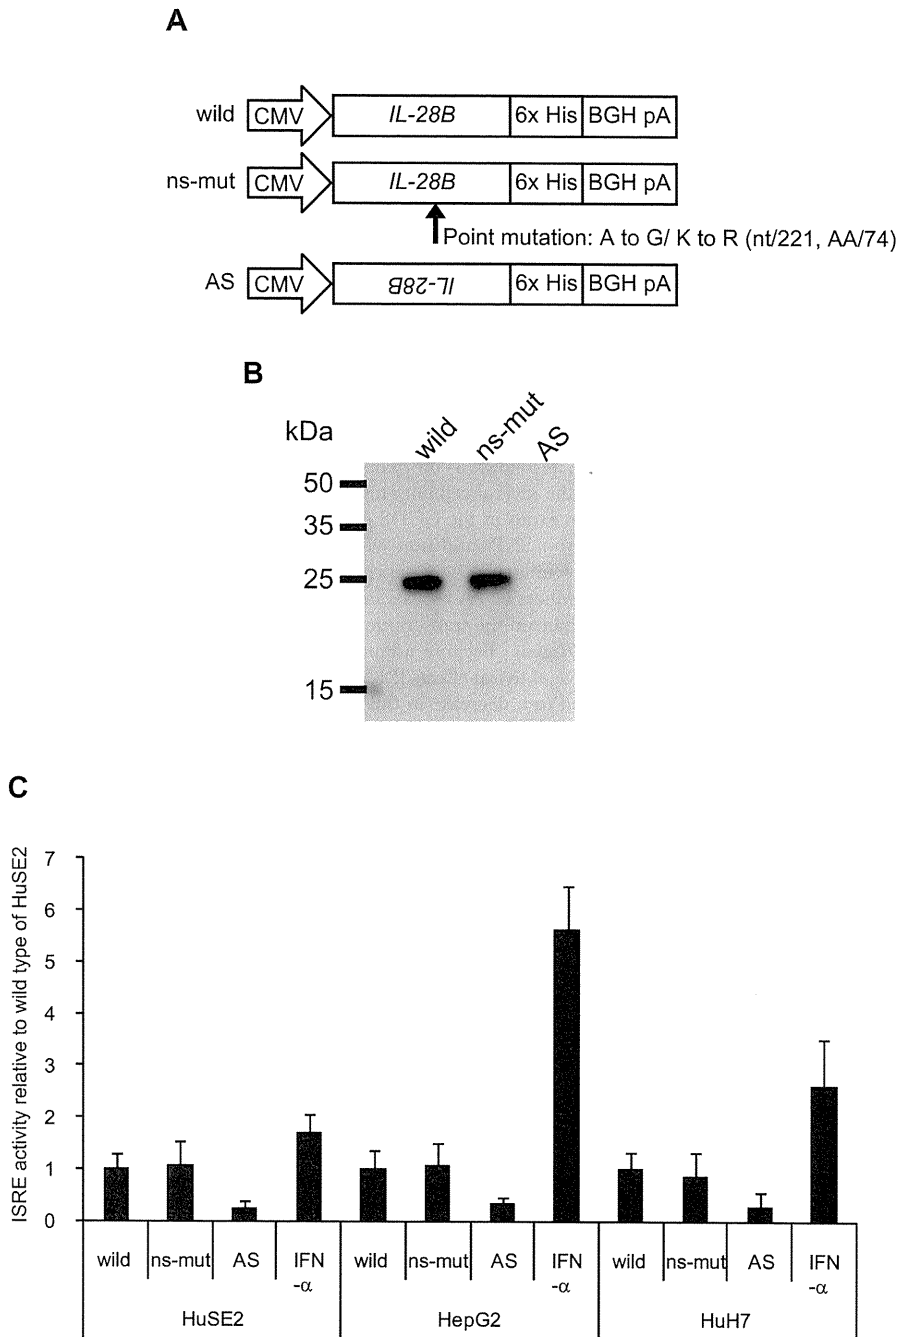 A
wild CMV IL-28B 6x His BGH pA
ns-mut CMV IL-28B 6x His BGH pA
Point mutation: A to G/ K to R (nt/221, AA/74)
AS CMV IL-28B 6x His BGH pA
B
kDa wild ns-mut AS
50
35
25
15
C
ISRE activity relative to wild type of HuSE2
7
6
5
4
3
2
1
0
wild ns-mut AS IFN-α wild ns-mut AS IFN-α wild ns-mut AS IFN-α
HuSE2 HepG2 HuH7